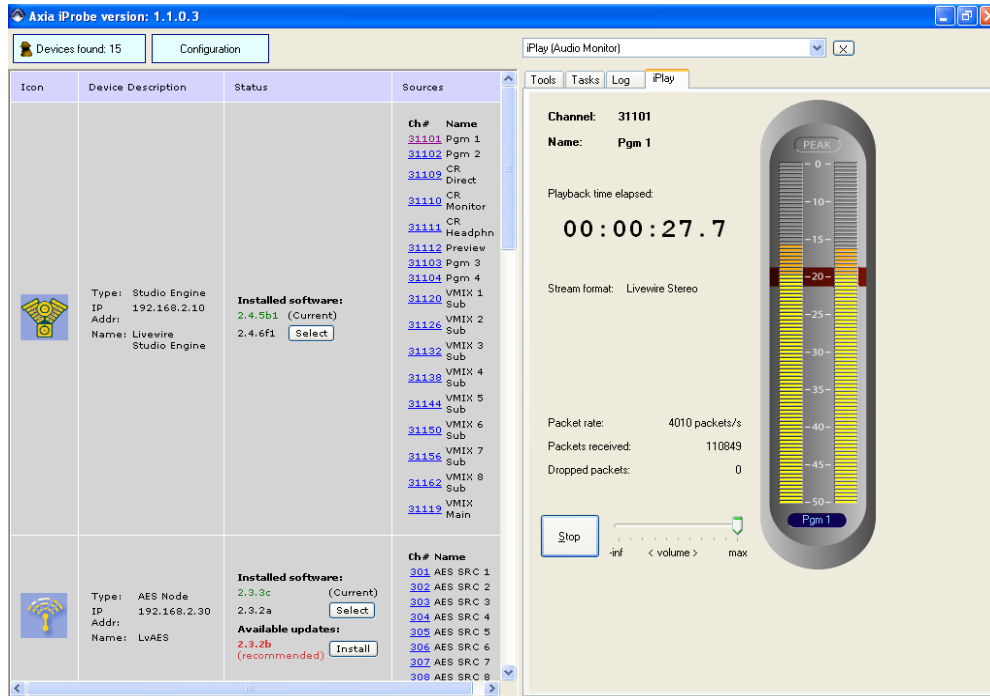 Axia iProbe version: 1.1.0.3
Devices found: 15
Configuration
Icon
Device Description
Status
Sources
Ch# Name
31101 Pgm 1
31102 Pgm 2
31109 CR
Direct
31110 CR
Monitor
31111 CR
Headphn
31112 Preview
31103 Pgm 3
31104 Pgm 4
31120 VMIX 1
Sub
31126 VMIX 2
Sub
31132 VMIX 3
Sub
31138 VMIX 4
Sub
31144 VMIX 5
Sub
31150 VMIX 6
Sub
31156 VMIX 7
Sub
31162 VMIX 8
Sub
31119 VMIX
Main
Type: Studio Engine
IP 192.168.2.10
Addr:
Name: Livewire
Studio Engine
Installed software:
2.4.5b1 (Current)
2.4.6f1 Select
Type: AES Node
IP 192.168.2.30
Addr:
Name: LvAES
Installed software:
2.3.3c (Current)
2.3.2a Select
Available updates:
2.3.2b
(recommended) Install
Ch# Name
301 AES SRC 1
302 AES SRC 2
303 AES SRC 3
304 AES SRC 4
305 AES SRC 5
306 AES SRC 6
307 AES SRC 7
308 AES SRC 8
iPlay (Audio Monitor)
X
Tools Tasks Log iPlay
Channel: 31101
Name: Pgm 1
Playback time elapsed:
00:00:27.7
Stream format: Livewire Stereo
Packet rate: 4010 packets/s
Packets received: 110849
Dropped packets: 0
Stop
-inf < volume > max
PEAK
0
-10-
-15-
-20-
-25-
-30-
-35-
-40-
-45-
-50-
Pgm 1